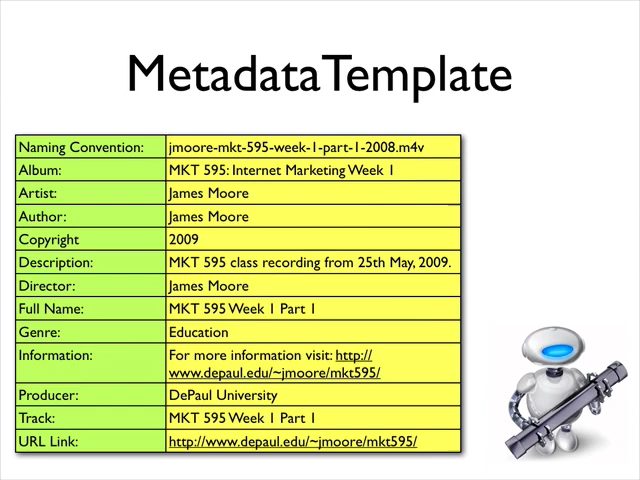 MetadataTemplate
Naming Convention: jmoore-mkt-595-week-1-part-1-2008.m4v
Album: MKT 595: Internet Marketing Week 1
Artist: James Moore
Author: James Moore
Copyright 2009
Description: MKT 595 class recording from 25th May, 2009.
Director: James Moore
Full Name: MKT 595 Week 1 Part 1
Genre: Education
Information: For more information visit: http://
www.depaul.edu/~jmoore/mkt595/
Producer: DePaul University
Track: MKT 595 Week 1 Part 1
URL Link: http://www.depaul.edu/~jmoore/mkt595/